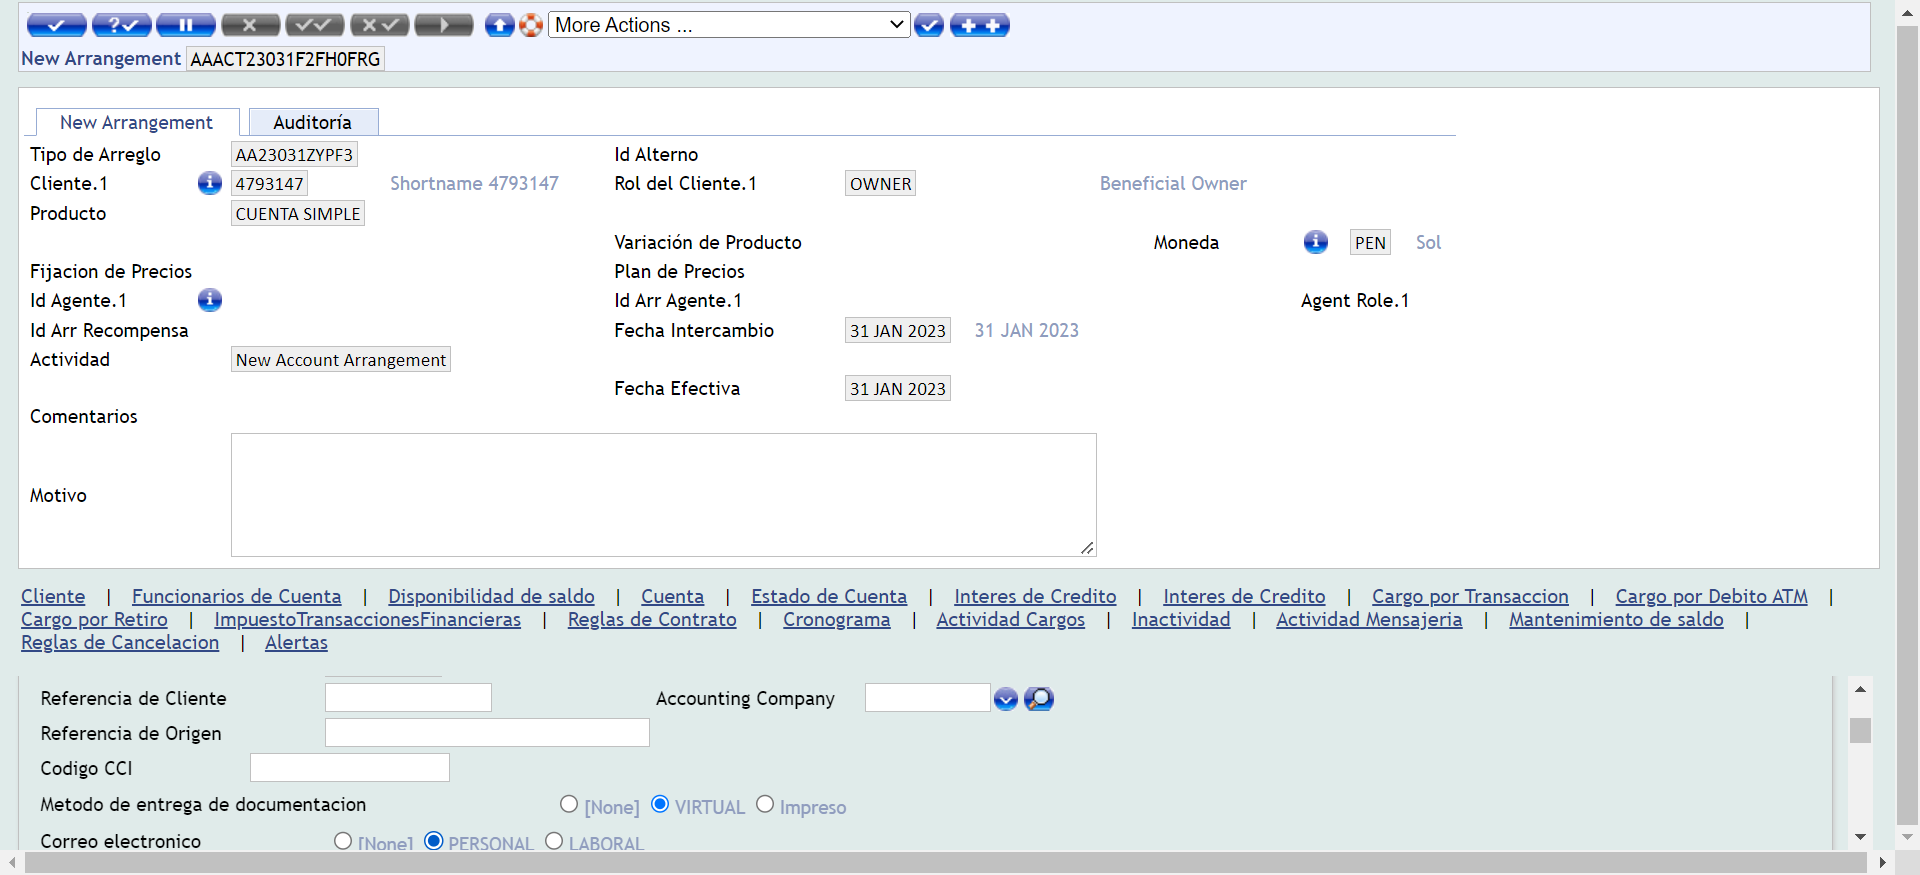 More Actions ...
New Arrangement AAACT23031F2FH0FRG
New Arrangement Auditoría
Tipo de Arreglo AA23031ZYPF3 Id Alterno
Cliente.1 4793147 Shortname 4793147 Rol del Cliente.1 OWNER Beneficial Owner
Producto CUENTA SIMPLE
Variación de Producto Moneda PEN Sol
Fijacion de Precios Plan de Precios
Id Agente.1 Id Arr Agente.1 Agent Role.1
Id Arr Recompensa Fecha Intercambio 31 JAN 2023 31 JAN 2023
Actividad New Account Arrangement
Fecha Efectiva 31 JAN 2023
Comentarios
Motivo
Cliente | Funcionarios de Cuenta | Disponibilidad de saldo | Cuenta | Estado de Cuenta | Interes de Credito | Interes de Credito | Cargo por Transaccion | Cargo por Debito ATM |
Cargo por Retiro | ImpuestoTransaccionesFinancieras | Reglas de Contrato | Cronograma | Actividad Cargos | Inactividad | Actividad Mensajeria | Mantenimiento de saldo |
Reglas de Cancelacion | Alertas
Referencia de Cliente Accounting Company
Referencia de Origen
Codigo CCI
Metodo de entrega de documentacion [None] VIRTUAL Impreso
Correo electronico [None] PERSONAL LABORAL